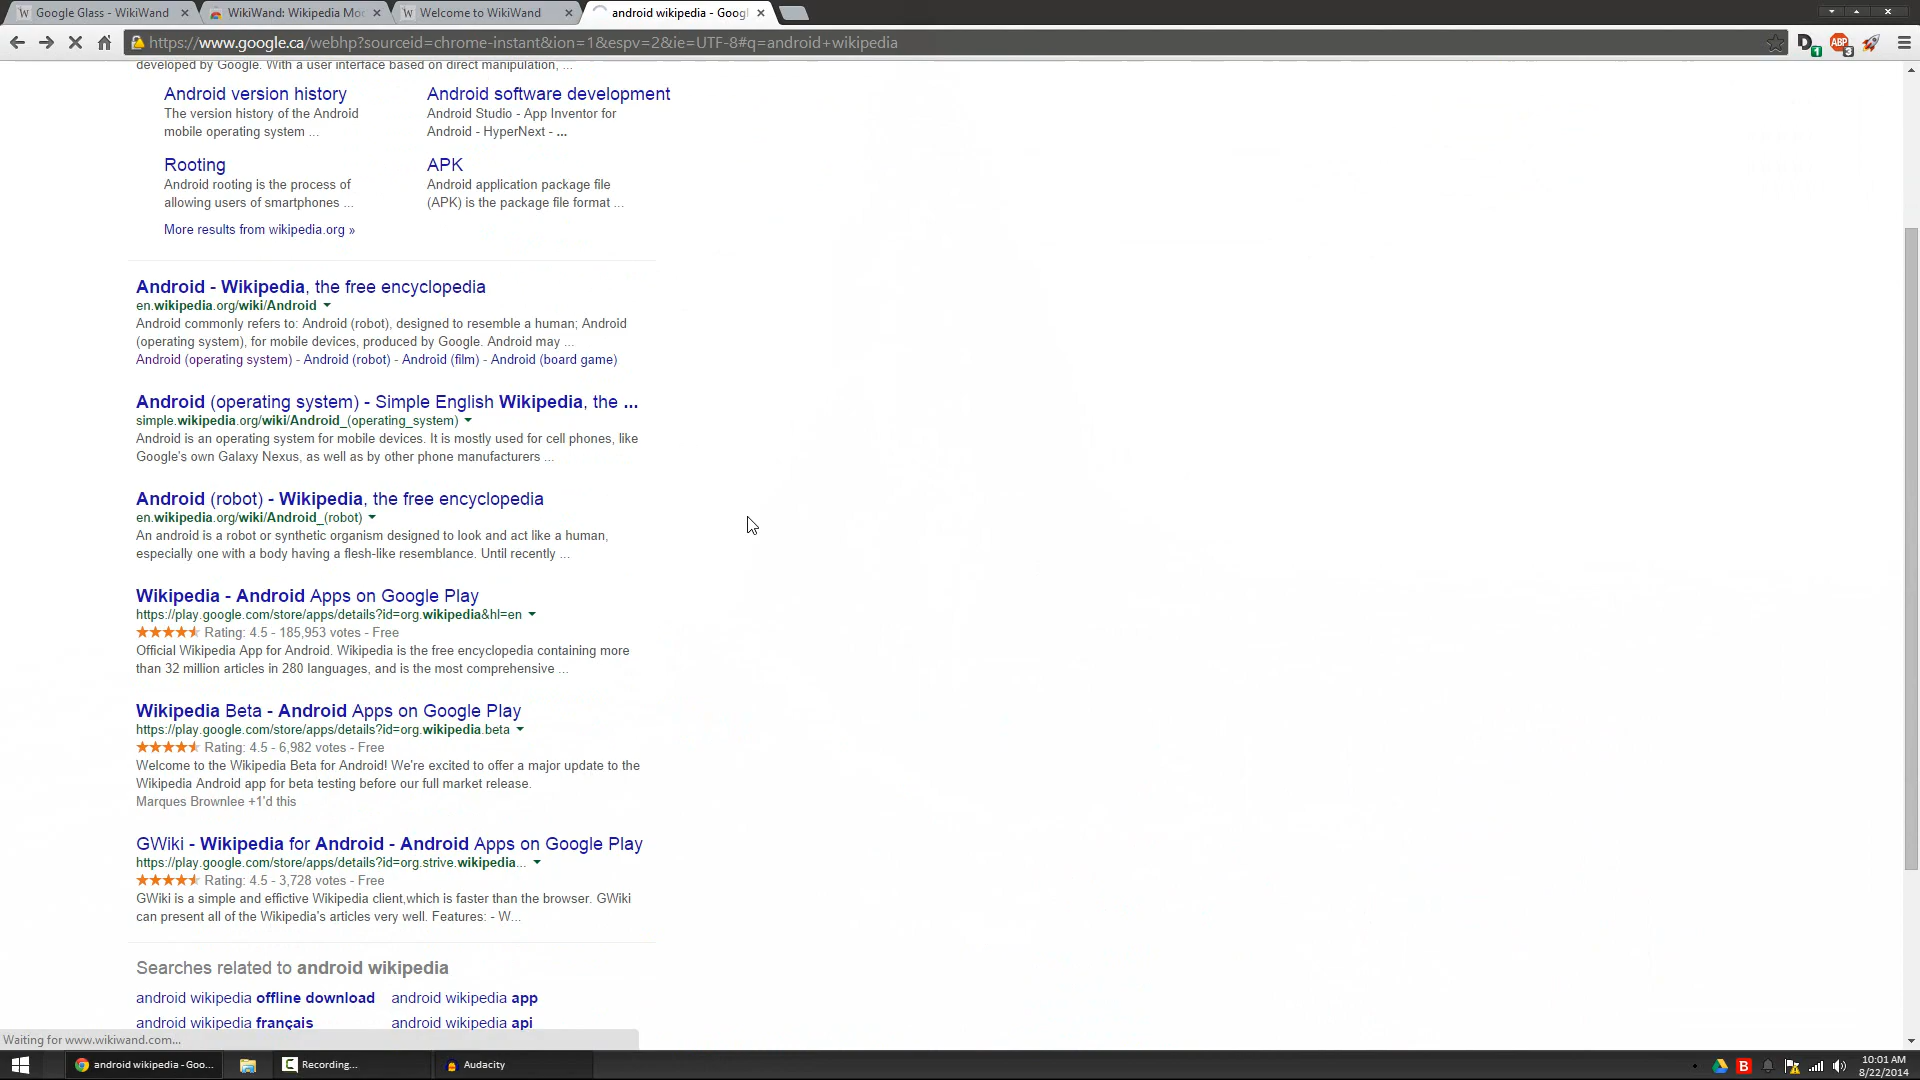 Google Glass - WikiWand
WikiWand: Wikipedia Mo
Welcome to WikiWand
android wikipedia - Googl
https://www.google.ca/webhp?sourceid=chrome-instant&ion=1&espv=2&ie=UTF-8#q=android+wikipedia
developed by Google. With a user interface based on direct manipulation, ...
Android version history
The version history of the Android
mobile operating system ...
Android software development
Android Studio - App Inventor for
Android - HyperNext - ...
Rooting
Android rooting is the process of
allowing users of smartphones ...
APK
Android application package file
(APK) is the package file format ...
More results from wikipedia.org »
Android - Wikipedia, the free encyclopedia
en.wikipedia.org/wiki/Android
Android commonly refers to: Android (robot), designed to resemble a human; Android
(operating system), for mobile devices, produced by Google. Android may ...
Android (operating system) - Android (robot) - Android (film) - Android (board game)
Android (operating system) - Simple English Wikipedia, the ...
simple.wikipedia.org/wiki/Android_(operating_system)
Android is an operating system for mobile devices. It is mostly used for cell phones, like
Google's own Galaxy Nexus, as well as by other phone manufacturers ...
Android (robot) - Wikipedia, the free encyclopedia
en.wikipedia.org/wiki/Android_(robot)
An android is a robot or synthetic organism designed to look and act like a human,
especially one with a body having a flesh-like resemblance. Until recently ...
Wikipedia - Android Apps on Google Play
https://play.google.com/store/apps/details?id=org.wikipedia&hl=en
Rating: 4.5 - 185,953 votes - Free
Official Wikipedia App for Android. Wikipedia is the free encyclopedia containing more
than 32 million articles in 280 languages, and is the most comprehensive ...
Wikipedia Beta - Android Apps on Google Play
https://play.google.com/store/apps/details?id=org.wikipedia.beta
Rating: 4.5 - 6,982 votes - Free
Welcome to the Wikipedia Beta for Android! We're excited to offer a major update to the
Wikipedia Android app for beta testing before our full market release.
Marques Brownlee +1'd this
GWiki - Wikipedia for Android - Android Apps on Google Play
https://play.google.com/store/apps/details?id=org.strive.wikipedia...
Rating: 4.5 - 3,728 votes - Free
GWiki is a simple and effictive Wikipedia client,which is faster than the browser. GWiki
can present all of the Wikipedia's articles very well. Features: - W...
Searches related to android wikipedia
android wikipedia offline download
android wikipedia app
android wikipedia français
android wikipedia api
Waiting for www.wikiwand.com...
android wikipedia - Goo...
Recording...
Audacity
10:01 AM
8/22/2014